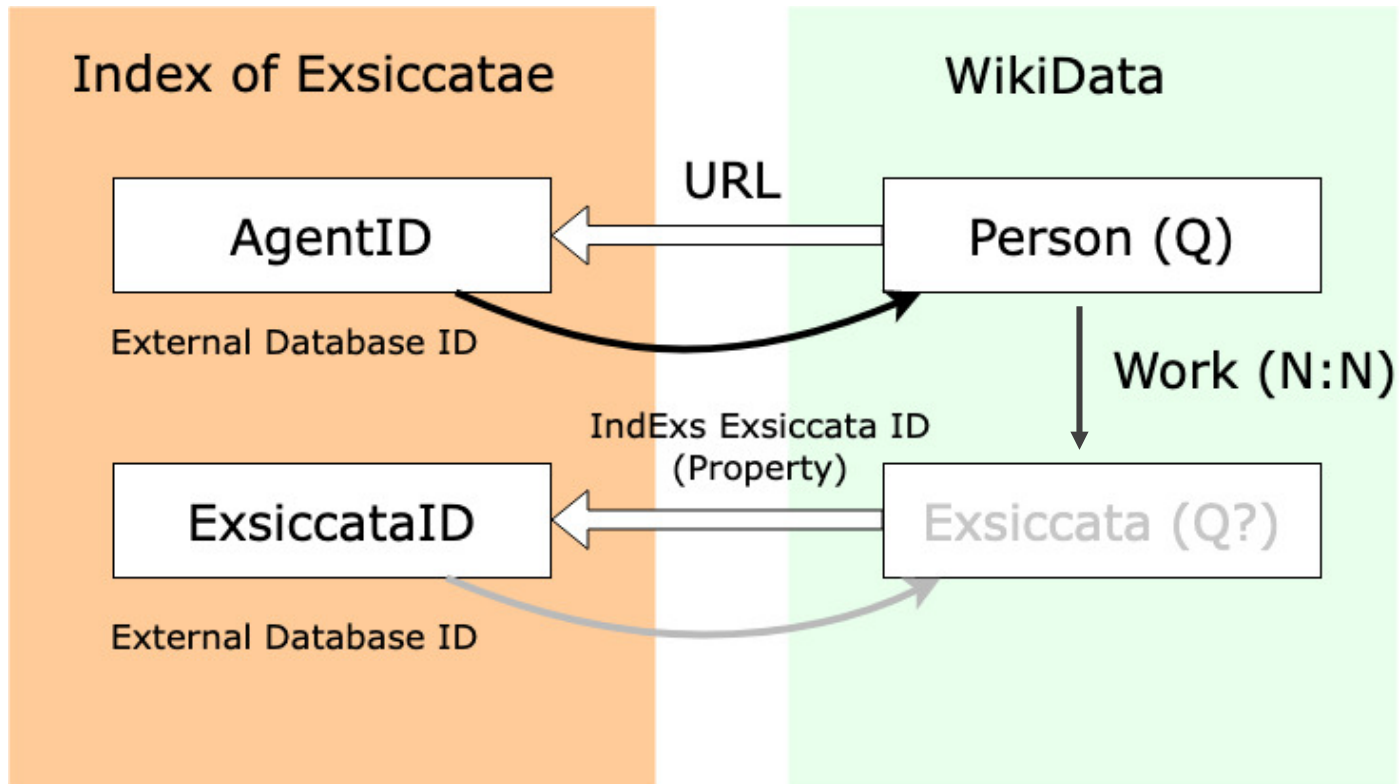 Index of Exsiccatae
WikiData
URL
AgentID
Person (Q)
External Database ID
Work (N:N)
IndExs Exsiccata ID
(Property)
ExsiccataID
Exsiccata (Q?)
External Database ID